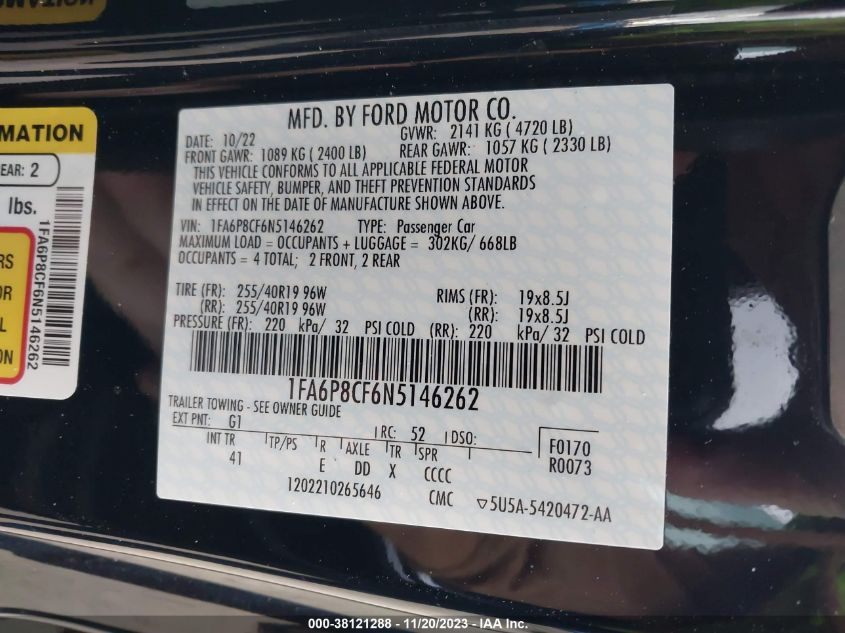 MFD. BY FORD MOTOR CO.
DATE: 10/22 GVWR: 2141 KG ( 4720 LB)
FRONT GAWR: 1089 KG ( 2400 LB) REAR GAWR: 1057 KG ( 2330 LB)
THIS VEHICLE CONFORMS TO ALL APPLICABLE FEDERAL MOTOR
VEHICLE SAFETY, BUMPER, AND THEFT PREVENTION STANDARDS
IN EFFECT ON THE DATE OF MANUFACTURE SHOWN ABOVE.
VIN: 1FA6P8CF6N5146262 TYPE: Passenger Car
MAXIMUM LOAD = OCCUPANTS + LUGGAGE = 302KG/ 668LB
OCCUPANTS = 4 TOTAL; 2 FRONT, 2 REAR
TIRE (FR): 255/40R19 96W RIMS (FR): 19x8.5J
(RR): 255/40R19 96W (RR): 19x8.5J
PRESSURE (FR): 220 kPa/ 32 PSI COLD (RR): 220 kPa/ 32 PSI COLD
1FA6P8CF6N5146262
TRAILER TOWING - SEE OWNER GUIDE
EXT PNT: G1 RC: 52 DSO: F0170
R0073
INT TR TP/PS R AXLE TR SPR
41 E DD X CCCC
1202210265646 CMC ▽5U5A-5420472-AA
MATION
EAR: 2
lbs.
1FA6P8CF6N5146262
RS
OR
L
ON
000-38121288 - 11/20/2023 - IAA Inc.